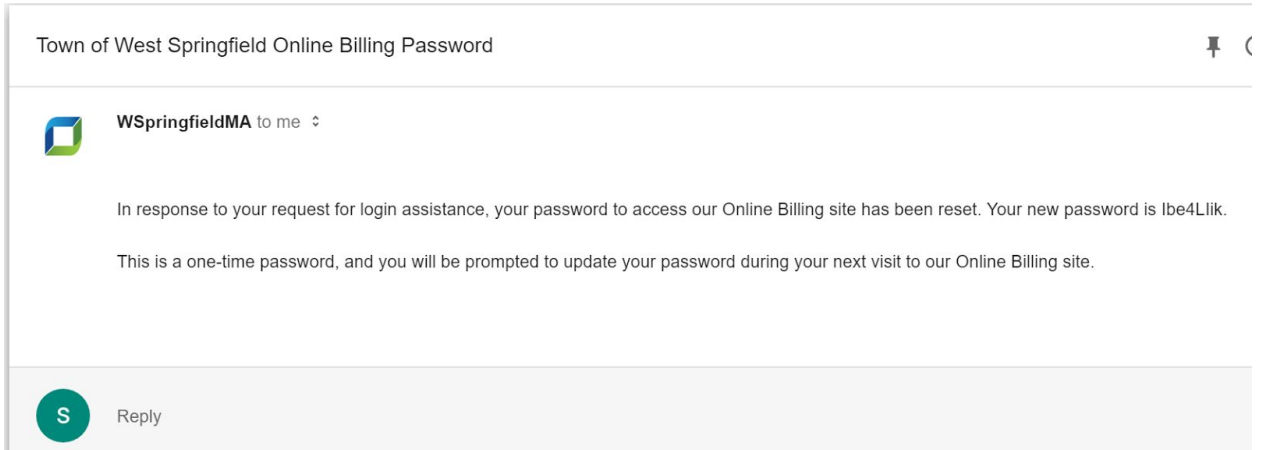 Town of West Springfield Online Billing Password
WSpringfieldMA to me
In response to your request for login assistance, your password to access our Online Billing site has been reset. Your new password is Ibe4LIik.
This is a one-time password, and you will be prompted to update your password during your next visit to our Online Billing site.
S
Reply